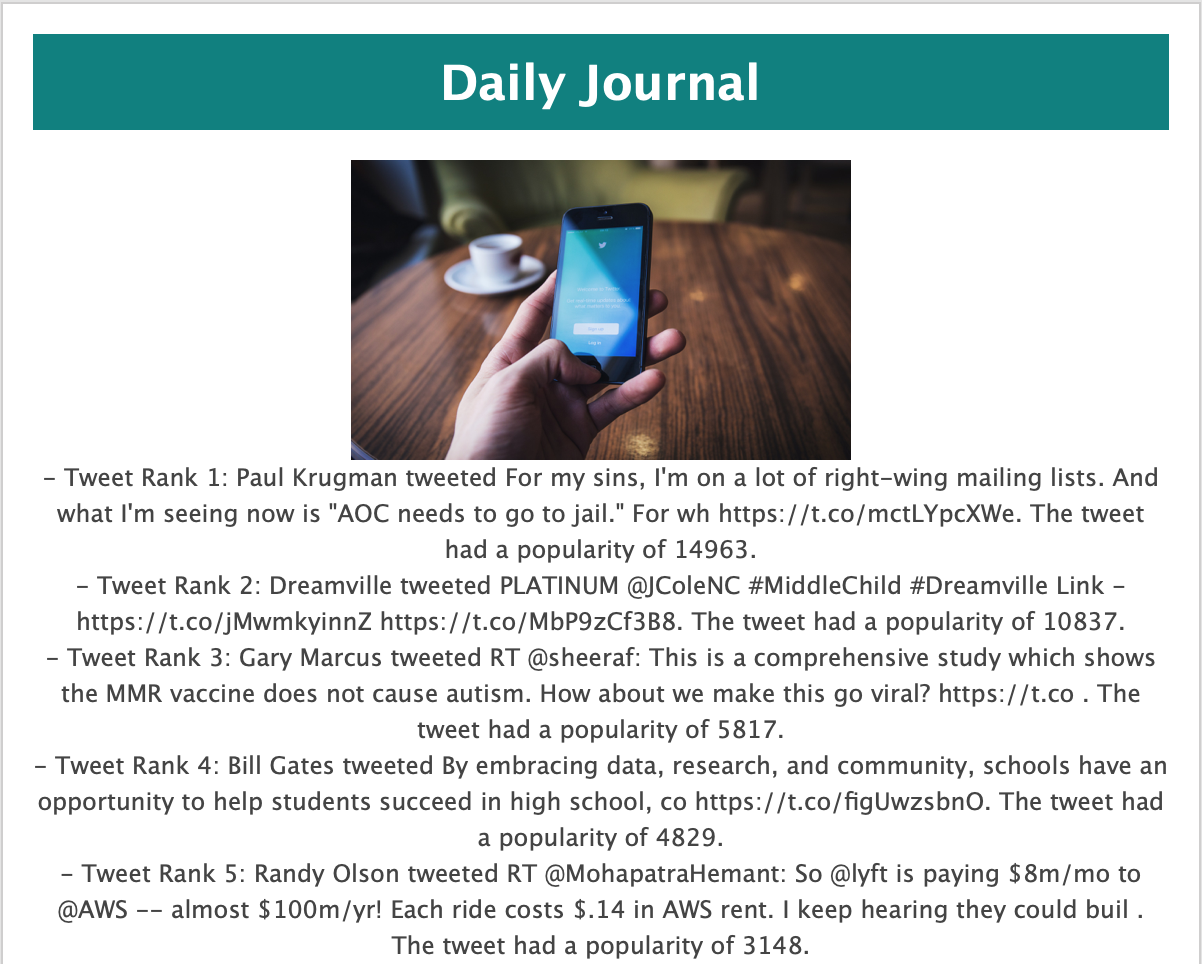 Daily Journal
Sign up
Log in
- Tweet Rank 1: Paul Krugman tweeted For my sins, I'm on a lot of right-wing mailing lists. And
what I'm seeing now is "AOC needs to go to jail." For wh https://t.co/mctLYpcXWe. The tweet
had a popularity of 14963.
- Tweet Rank 2: Dreamville tweeted PLATINUM @JColeNC #MiddleChild #Dreamville Link -
https://t.co/jMwmkyinnZ https://t.co/MbP9zCf3B8. The tweet had a popularity of 10837.
- Tweet Rank 3: Gary Marcus tweeted RT @sheeraf: This is a comprehensive study which shows
the MMR vaccine does not cause autism. How about we make this go viral? https://t.co . The
tweet had a popularity of 5817.
- Tweet Rank 4: Bill Gates tweeted By embracing data, research, and community, schools have an
opportunity to help students succeed in high school, co https://t.co/figUwzsbnO. The tweet had
a popularity of 4829.
- Tweet Rank 5: Randy Olson tweeted RT @MohapatraHemant: So @lyft is paying $8m/mo to
@AWS -- almost $100m/yr! Each ride costs $.14 in AWS rent. I keep hearing they could buil .
The tweet had a popularity of 3148.